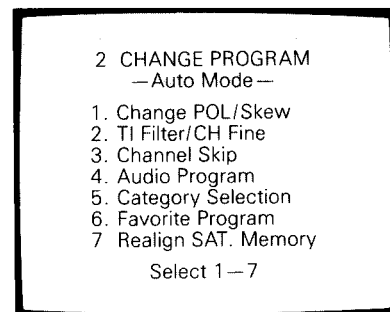 2 CHANGE PROGRAM
—Auto Mode—
1. Change POL/Skew
2. TI Filter/CH Fine
3. Channel Skip
4. Audio Program
5. Category Selection
6. Favorite Program
7 Realign SAT. Memory
Select 1—7